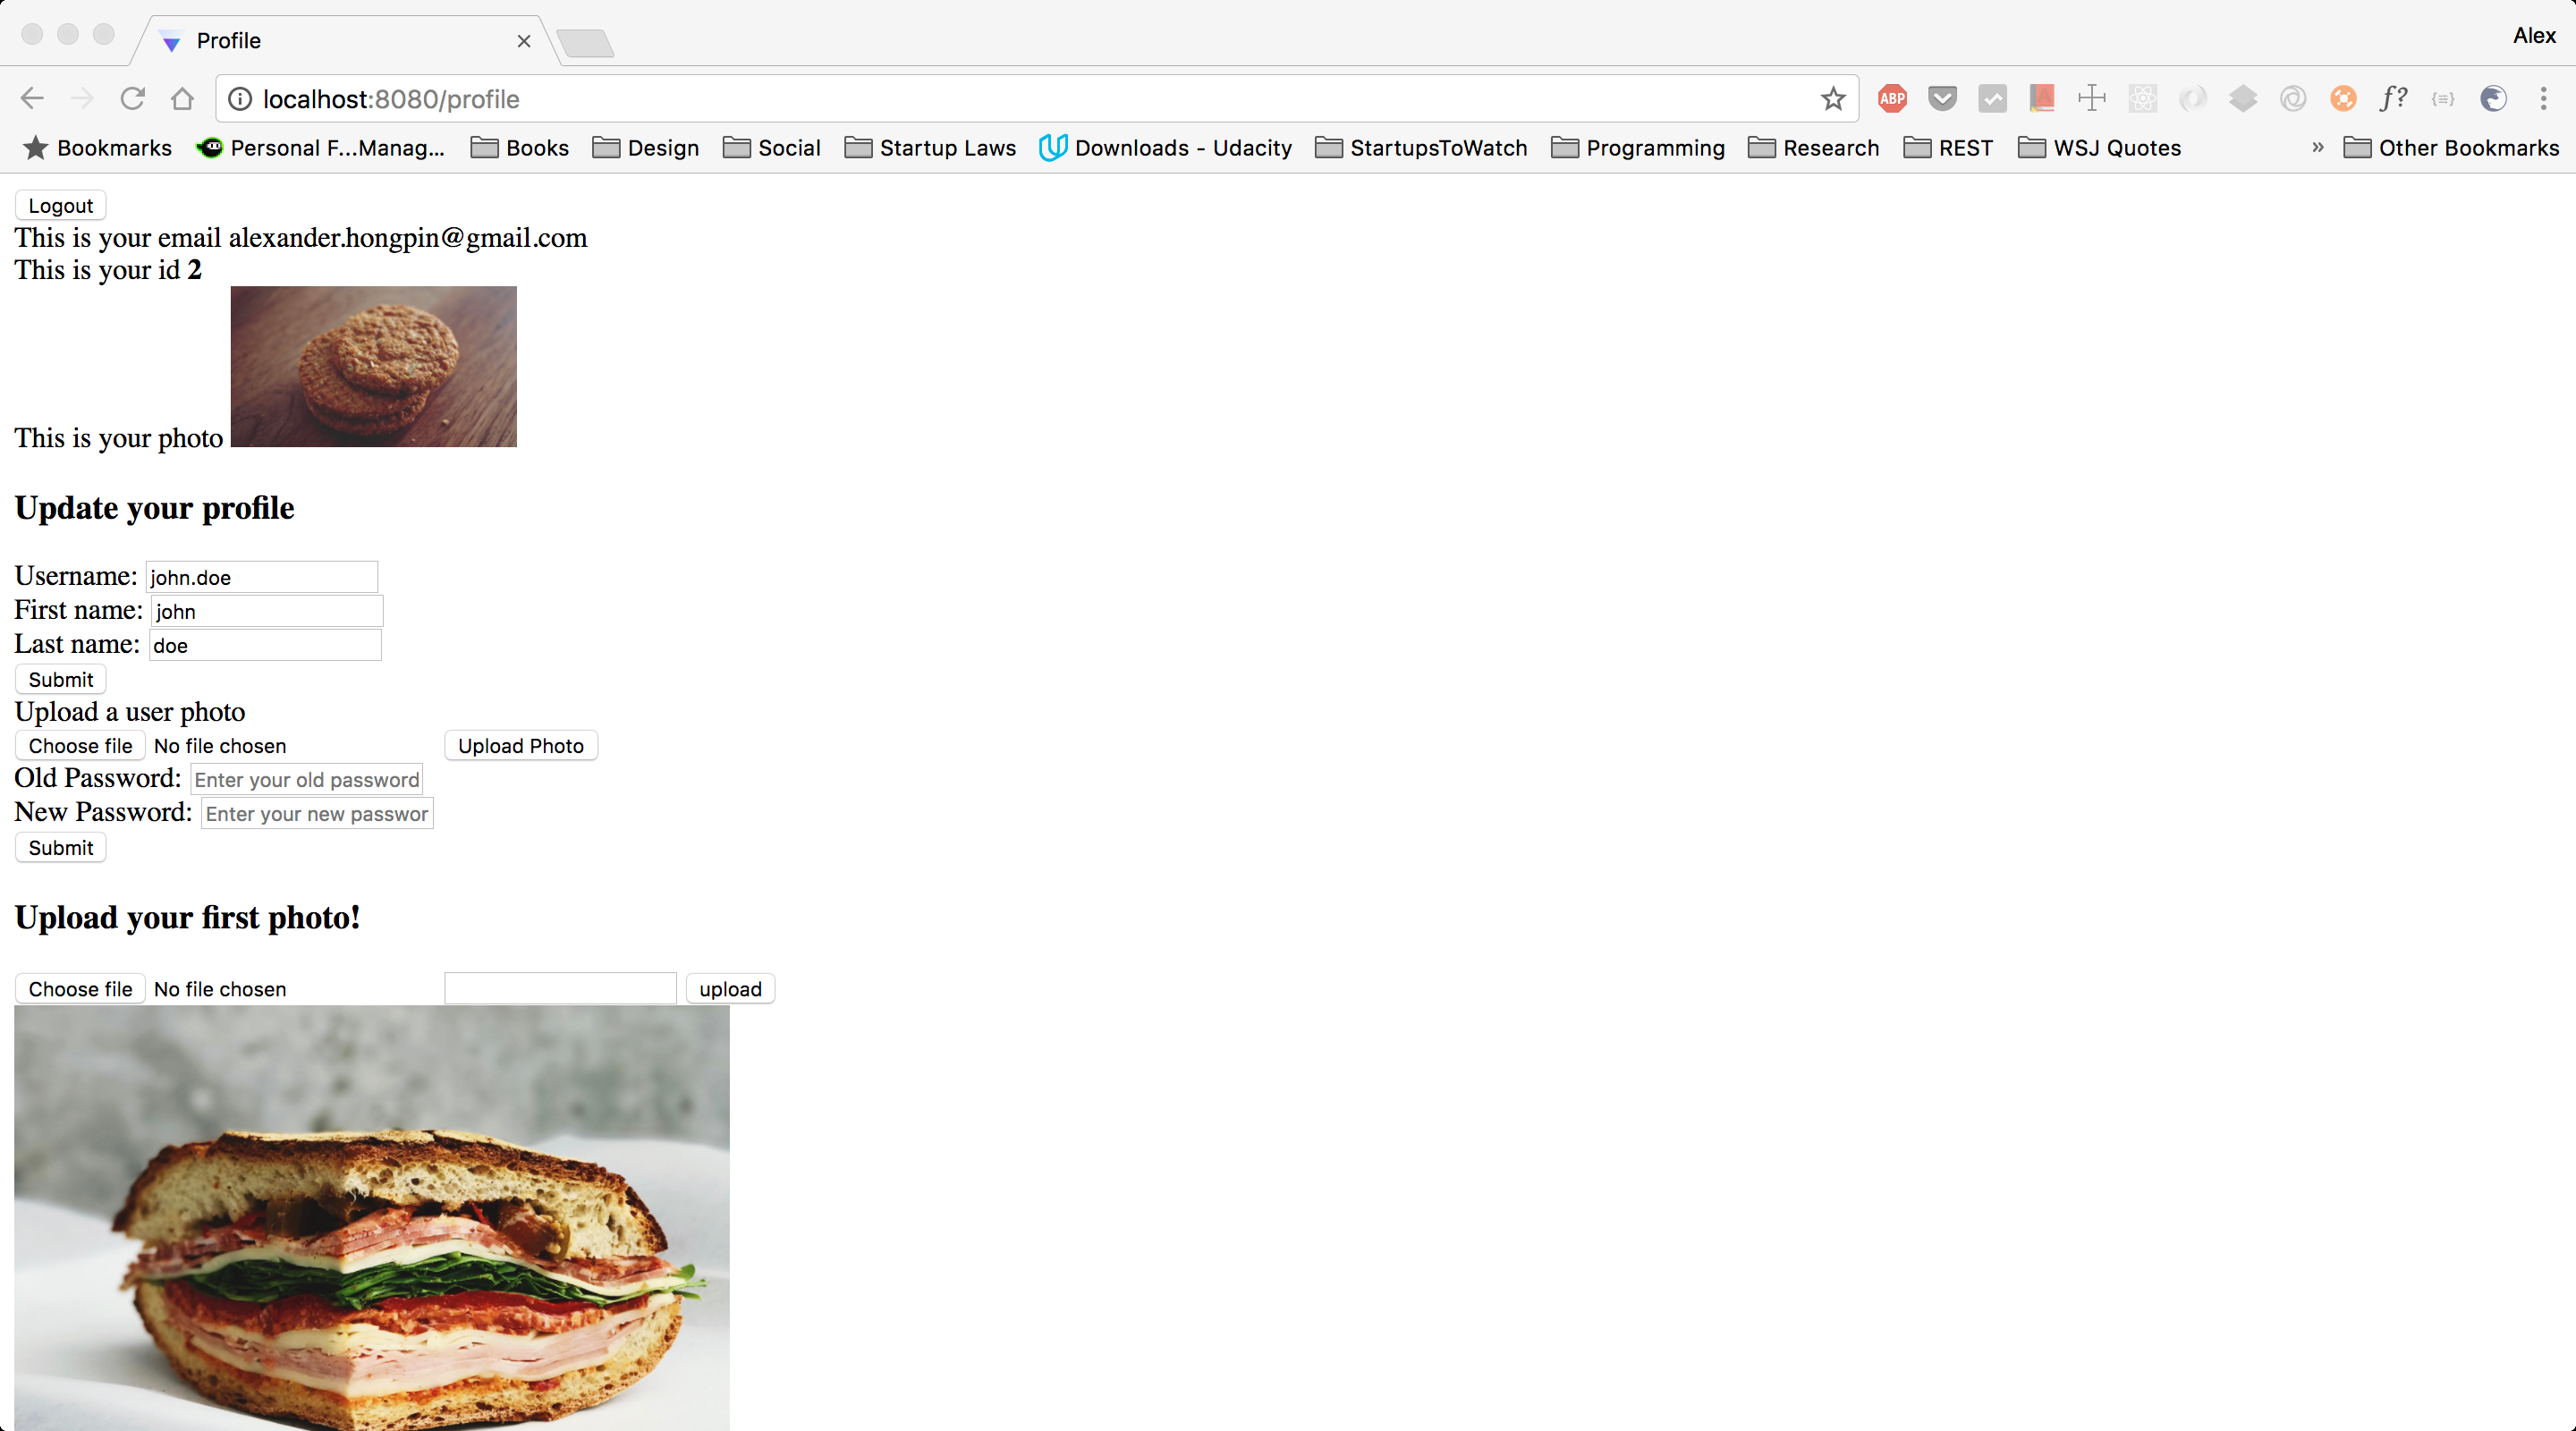 Profile
Alex
localhost:8080/profile
ABP
f?
Bookmarks Personal F...Manag... Books Design Social Startup Laws Downloads - Udacity StartupsToWatch Programming Research REST WSJ Quotes » Other Bookmarks
Logout
This is your email alexander.hongpin@gmail.com
This is your id 2
This is your photo
Update your profile
Username: john.doe
First name: john
Last name: doe
Submit
Upload a user photo
Choose file No file chosen Upload Photo
Old Password: Enter your old password
New Password: Enter your new passwor
Submit
Upload your first photo!
Choose file No file chosen upload